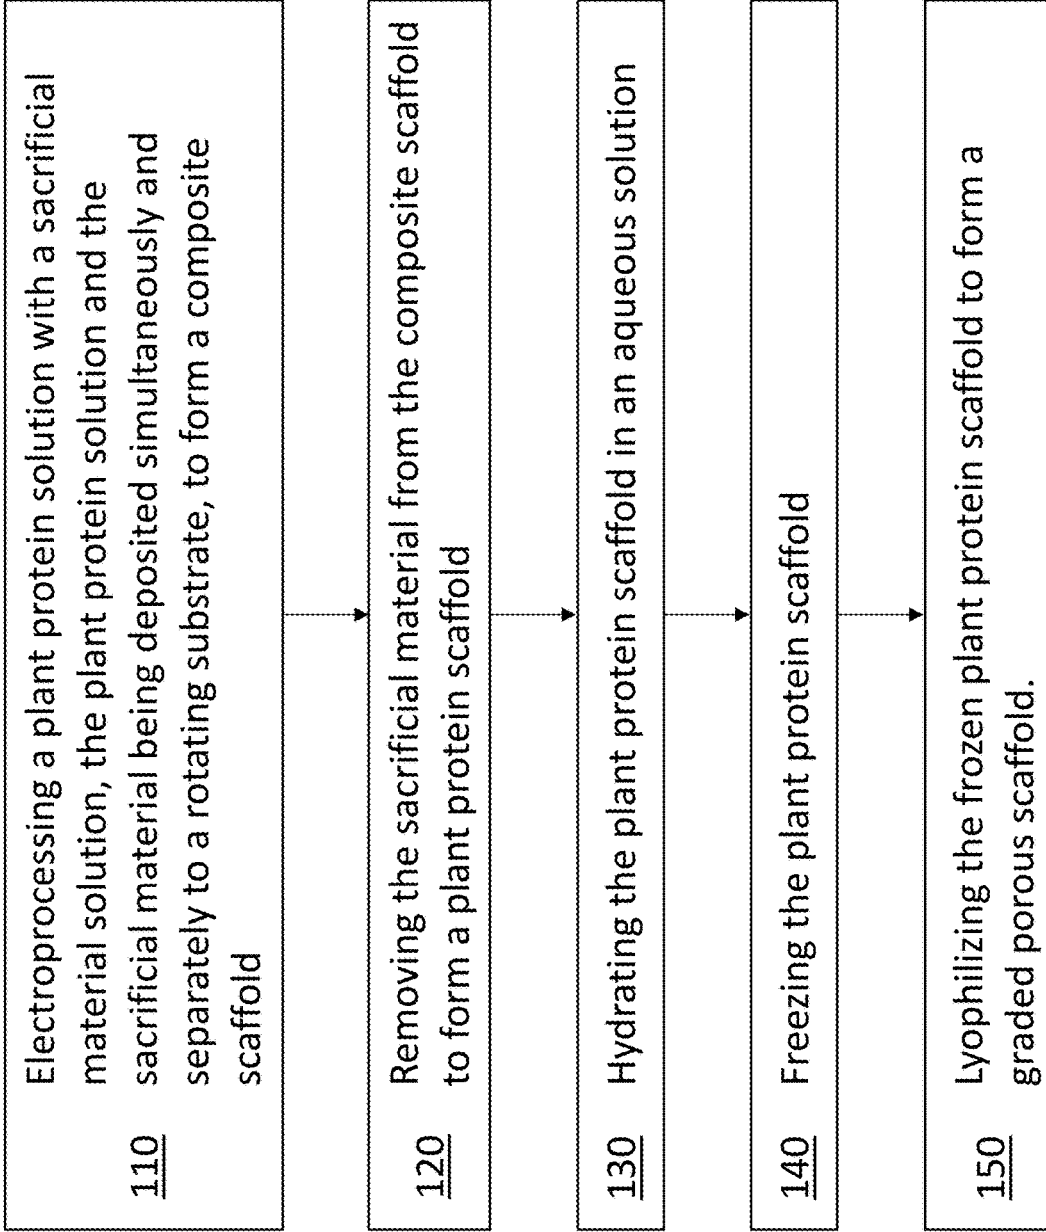 110
Electroprocessing a plant protein solution with a sacrificial
material solution, the plant protein solution and the
sacrificial material being deposited simultaneously and
separately to a rotating substrate, to form a composite
scaffold
120
Removing the sacrificial material from the composite scaffold
to form a plant protein scaffold
130
Hydrating the plant protein scaffold in an aqueous solution
140
Freezing the plant protein scaffold
150
Lyophilizing the frozen plant protein scaffold to form a
graded porous scaffold.